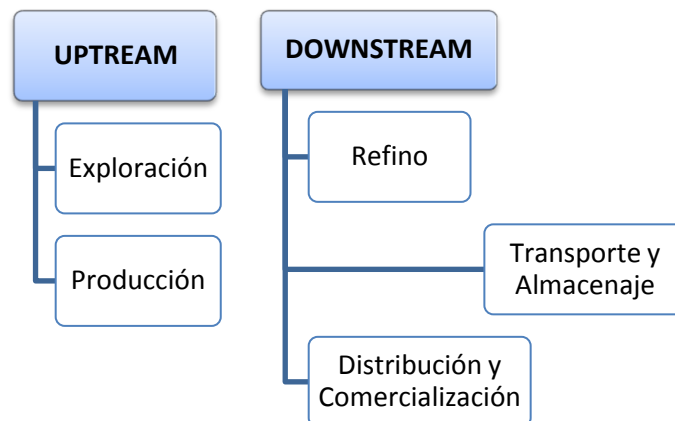 UPTREAM
Exploración
Producción
DOWNSTREAM
Refino
Transporte y
Almacenaje
Distribución y
Comercialización